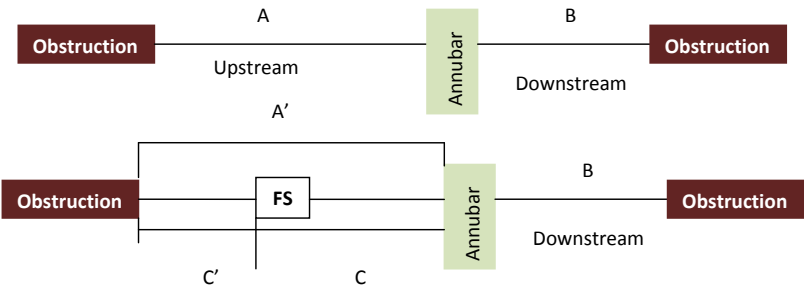 A
B
Obstruction
Annubar
Obstruction
Upstream
Downstream
A’
B
Obstruction
FS
Annubar
Obstruction
Downstream
C’
C